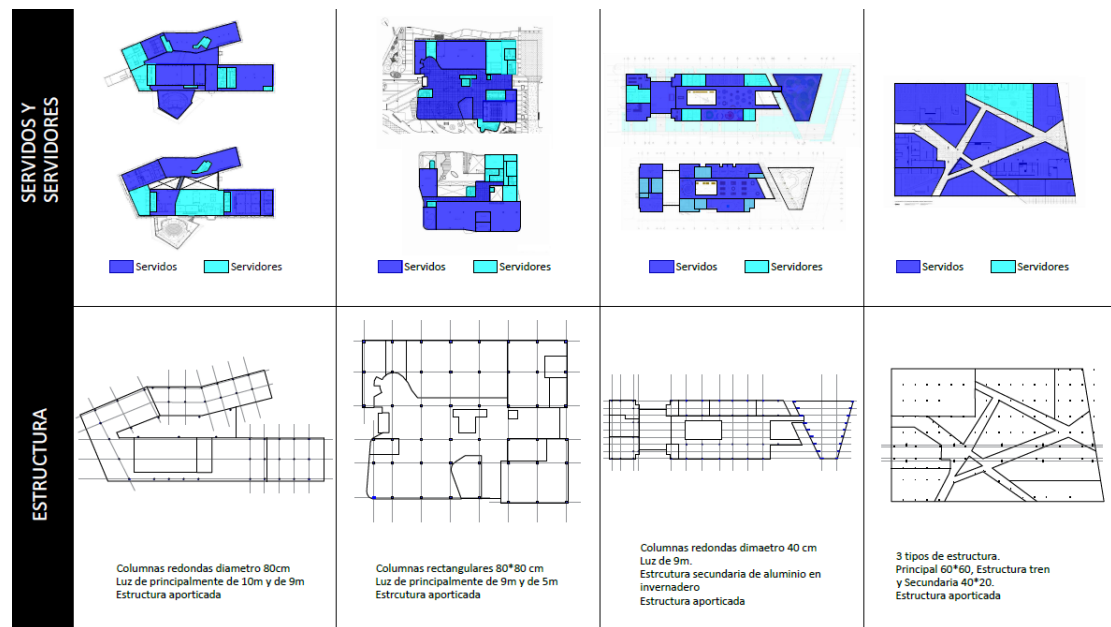 SERVIDOS Y
SERVIDORES
Servidos
Servidores
Servidos
Servidores
Servidos
Servidores
Servidos
Servidores
ESTRUCTURA
Columnas redondas diametro 80cm
Luz de principalmente de 10m y de 9m
Estructura aporticada
Columnas rectangulares 80*80 cm
Luz de principalmente de 9m y de 5m
Estrcutura aporticada
Columnas redondas dimaetro 40 cm
Luz de 9m.
Estrcutura secundaria de aluminio en
invernadero
Estructura aporticada
3 tipos de estructura.
Principal 60*60, Estructura tren
y Secundaria 40*20.
Estructura aporticada